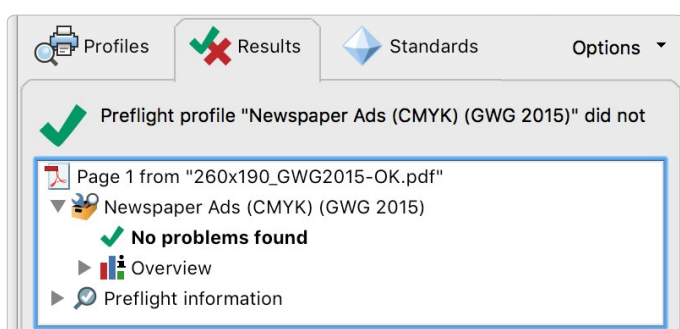 Profiles Results Standards Options
Preflight profile "Newspaper Ads (CMYK) (GWG 2015)" did not
Page 1 from "260x190_GWG2015-OK.pdf"
Newspaper Ads (CMYK) (GWG 2015)
No problems found
Overview
Preflight information